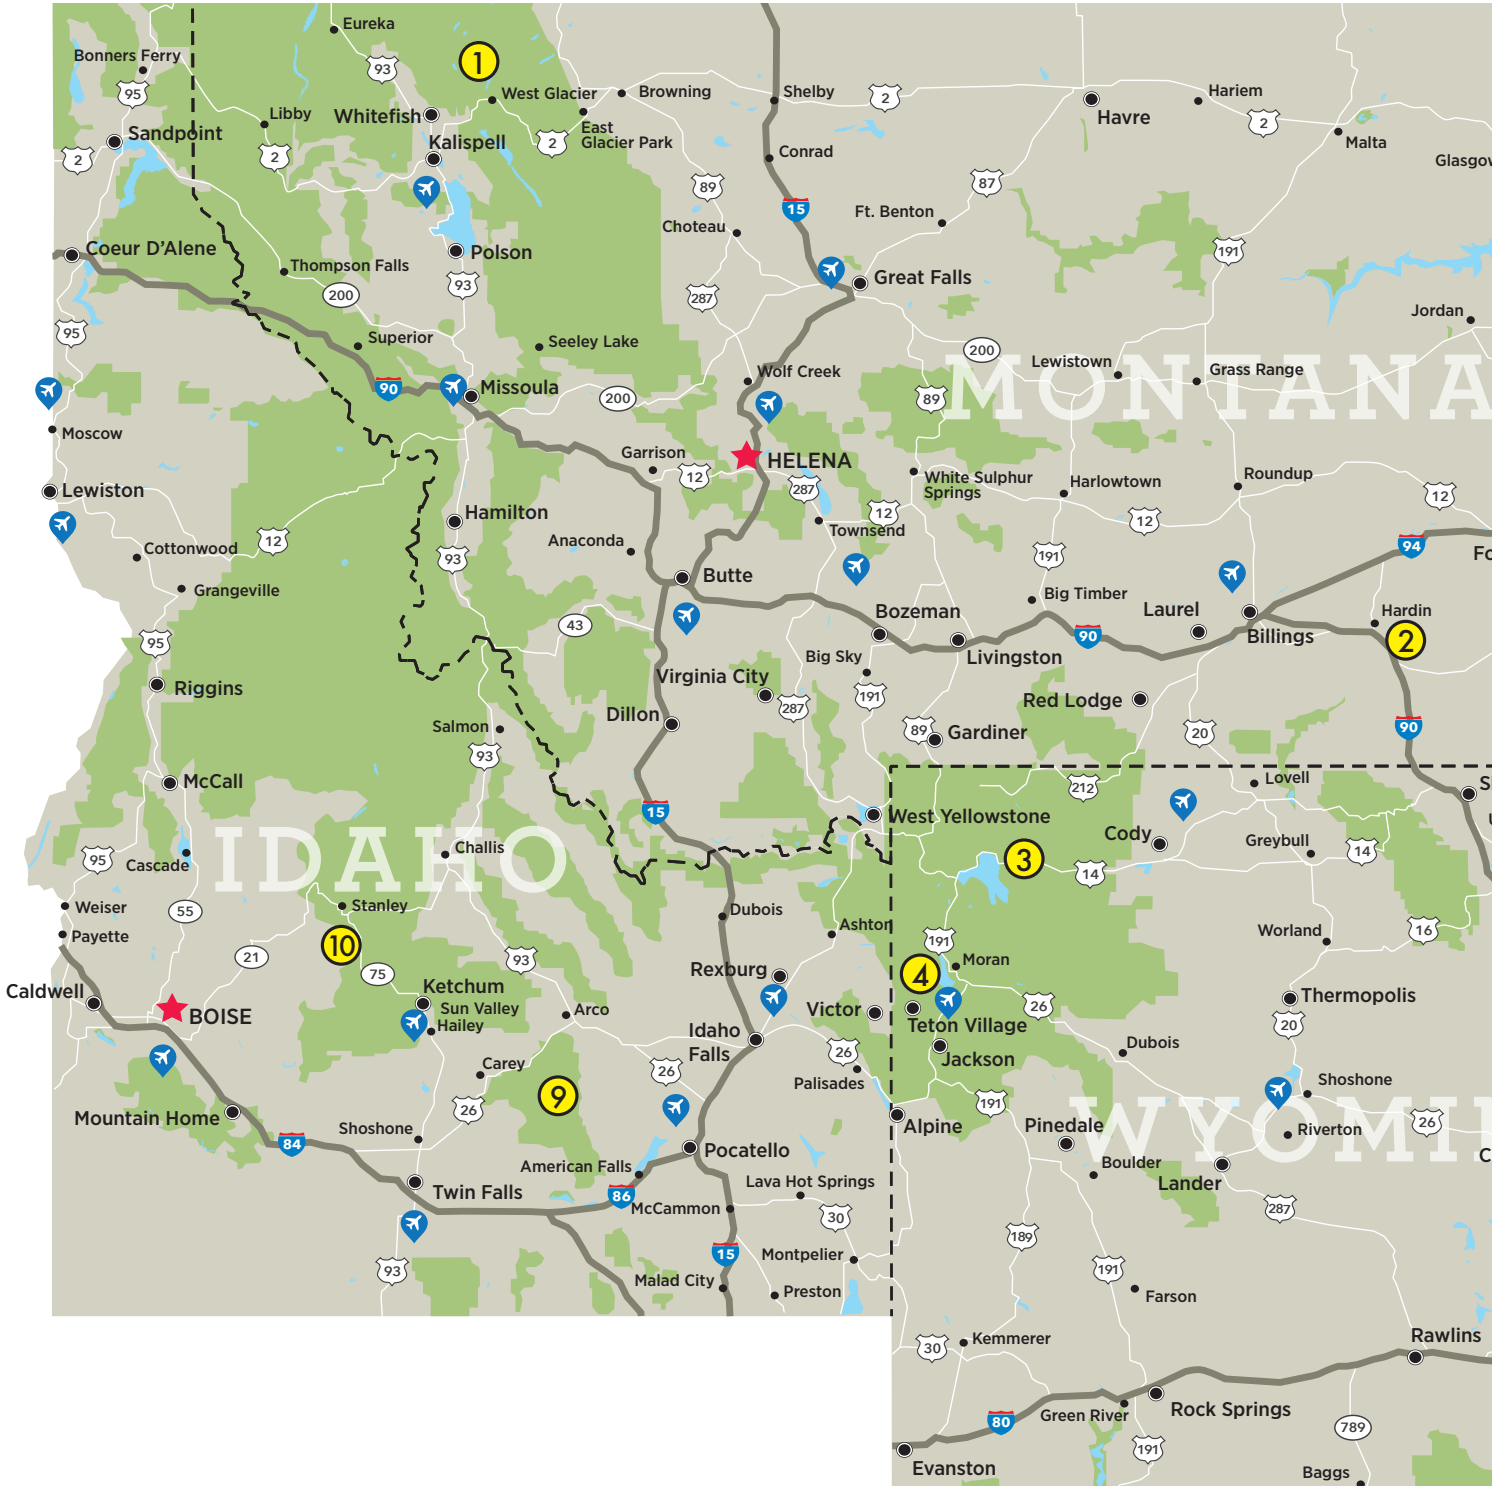 Eureka
1
Bonners Ferry
93
95
West Glacier
Browning
Shelby
2
Hariem
Libby
Whitefish
Havre
2
Sandpoint
East
Glacier Park
Malta
2
2
Kalispell
2
Conrad
Glasgow
89
87
15
Ft. Benton
Choteau
Coeur D'Alene
Polson
191
Thompson Falls
Great Falls
93
200
287
Jordan
95
Superior
Seeley Lake
200
Lewistown
Grass Range
Wolf Creek
MONTANA
90
Missoula
200
89
Moscow
Garrison
HELENA
12
287
White Sulphur
Springs
Harlowtown
Roundup
Lewiston
12
Hamilton
12
12
Townsend
Cottonwood
12
Anaconda
93
191
94
Fo
Butte
Grangeville
Big Timber
Laurel
Hardin
43
Bozeman
95
90
Billings
2
Livingston
Big Sky
Riggins
Virginia City
191
Red Lodge
287
Dillon
Salmon
89
Gardiner
20
90
93
McCall
212
Lovell
S
15
West Yellowstone
U
Cody
Greybull
95
Cascade
IDAHO
Challis
3
14
14
Weiser
55
Stanley
Dubois
Ashton
Payette
10
191
Worland
16
21
93
Moran
75
Rexburg
4
Caldwell
Ketchum
Thermopolis
Sun Valley
Arco
Victor
26
BOISE
Hailey
Teton Village
20
Idaho
Falls
26
Dubois
Jackson
Carey
26
Palisades
Shoshone
9
191
26
Mountain Home
WYOMIN
26
Shoshone
Alpine
Pinedale
Riverton
84
Pocatello
C
American Falls
Boulder
Lander
Twin Falls
86
Lava Hot Springs
McCammon
30
287
189
15
Montpelier
93
191
Malad City
Preston
Farson
Kemmerer
30
Rawlins
Green River
Rock Springs
80
789
191
Evanston
Baggs